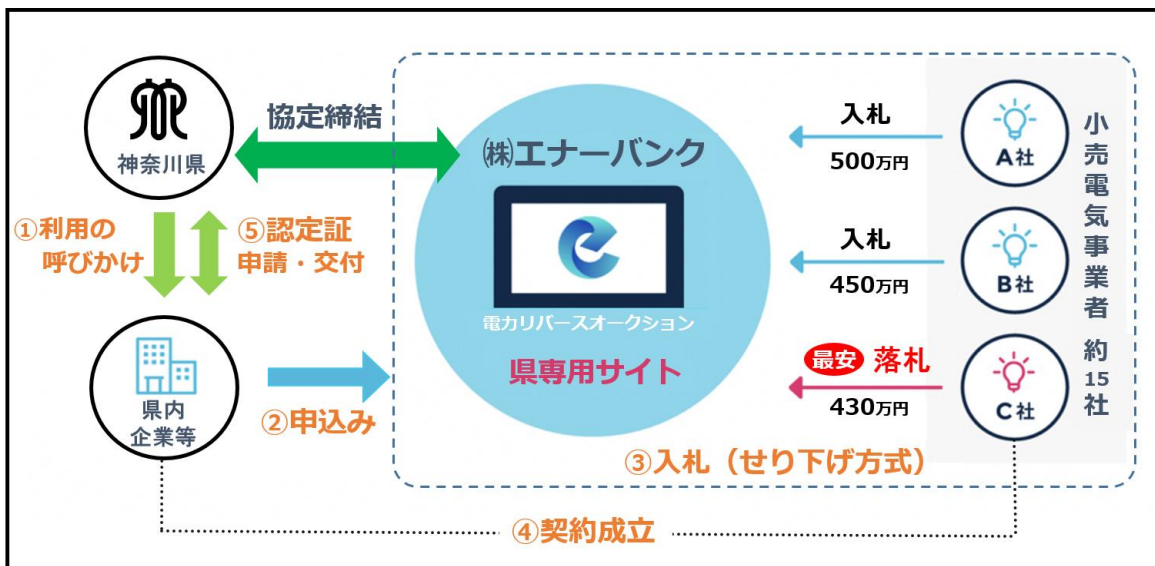 神奈川県
協定締結
①利用の
呼びかけ
⑤認定証
申請・交付
県内
企業等
②申込み
㈱エナーバンク
電力リバースオークション
県専用サイト
入札
500万円
A社
入札
450万円
B社
最安 落札
430万円
C社
小売電気事業者 約15社
③入札（せり下げ方式）
④契約成立